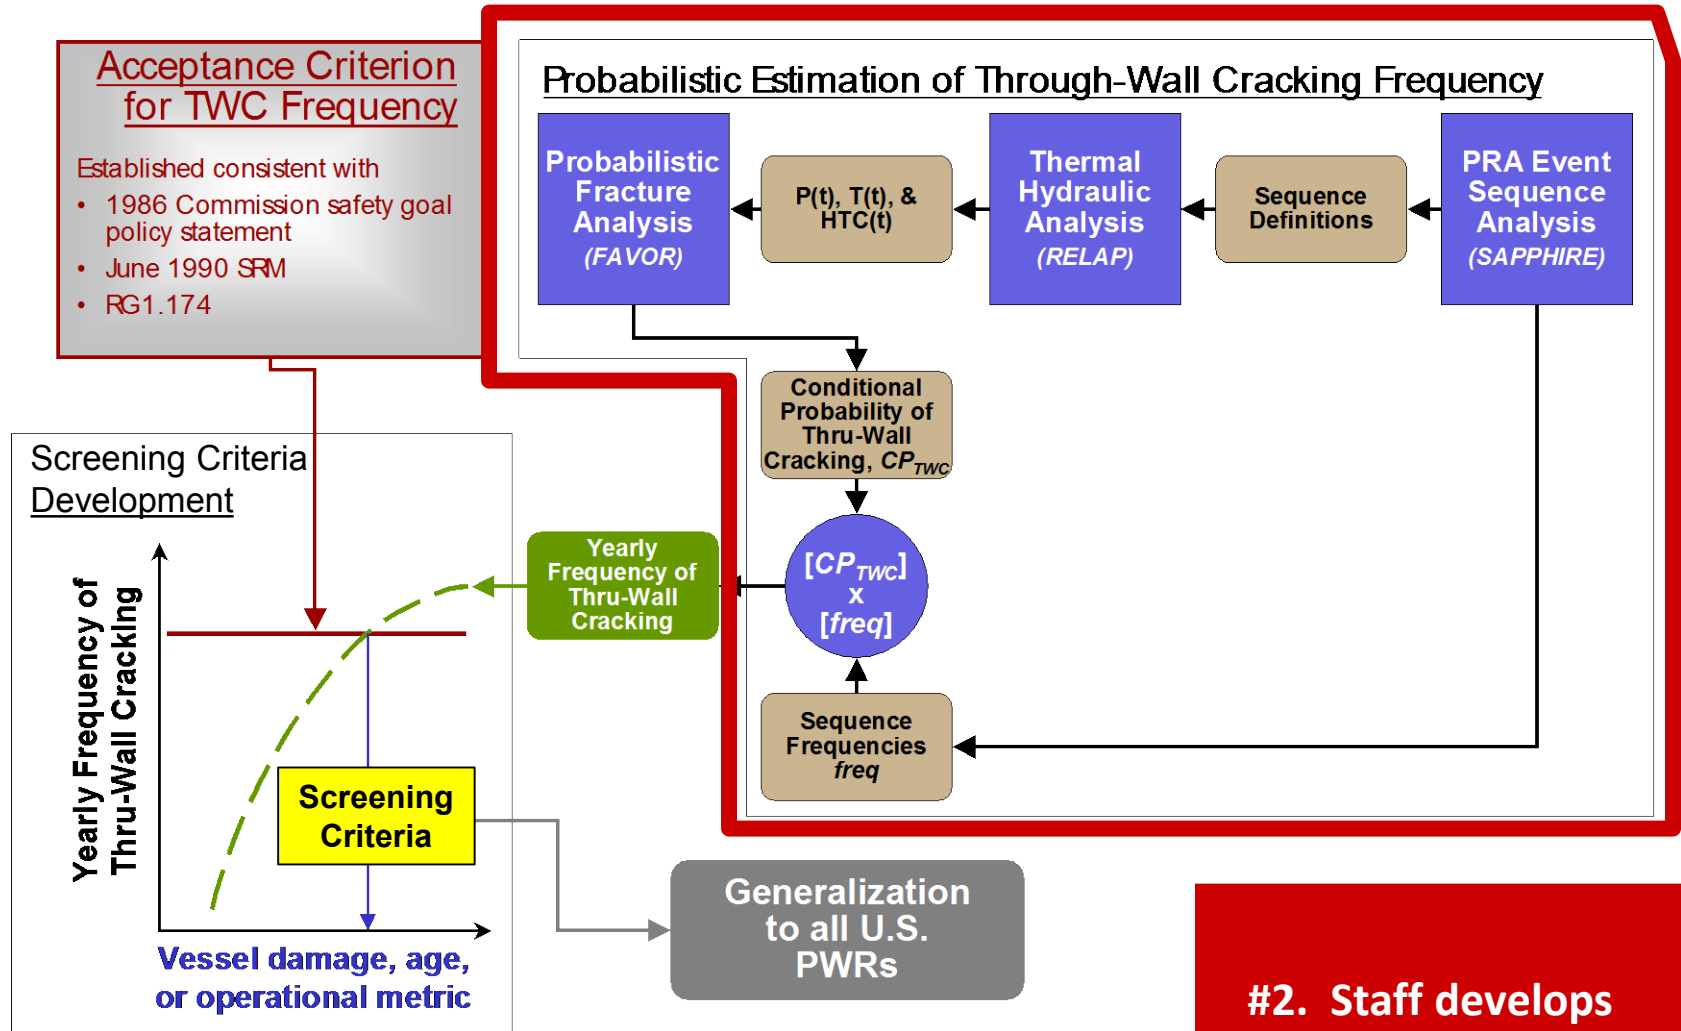 Acceptance Criterion
for TWC Frequency
Established consistent with
• 1986 Commission safety goal
policy statement
• June 1990 SRM
• RG1.174
Probabilistic Estimation of Through-Wall Cracking Frequency
Probabilistic
Fracture
Analysis
(FAVOR)
P(t), T(t), &
HTC(t)
Thermal
Hydraulic
Analysis
(RELAP)
Sequence
Definitions
PRA Event
Sequence
Analysis
(SAPPHIRE)
Conditional
Probability of
Thru-Wall
Cracking, CPTWC
[CPTWC]
x
[freq]
Sequence
Frequencies
freq
Yearly
Frequency of
Thru-Wall
Cracking
Screening Criteria
Development
Yearly Frequency of
Thru-Wall Cracking
Screening
Criteria
Vessel damage, age,
or operational metric
Generalization
to all U.S.
PWRs
#2. Staff develops